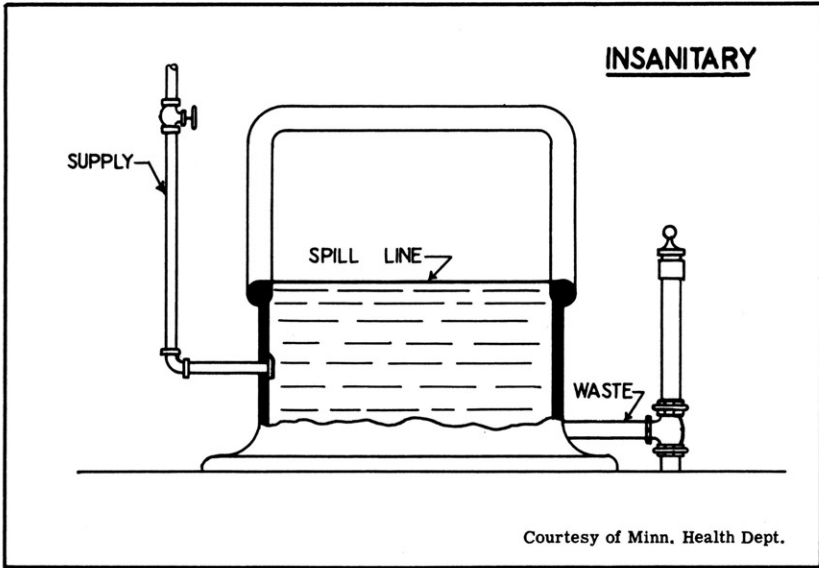 INSANITARY
SUPPLY
SPILL LINE
WASTE
Courtesy of Minn. Health Dept.